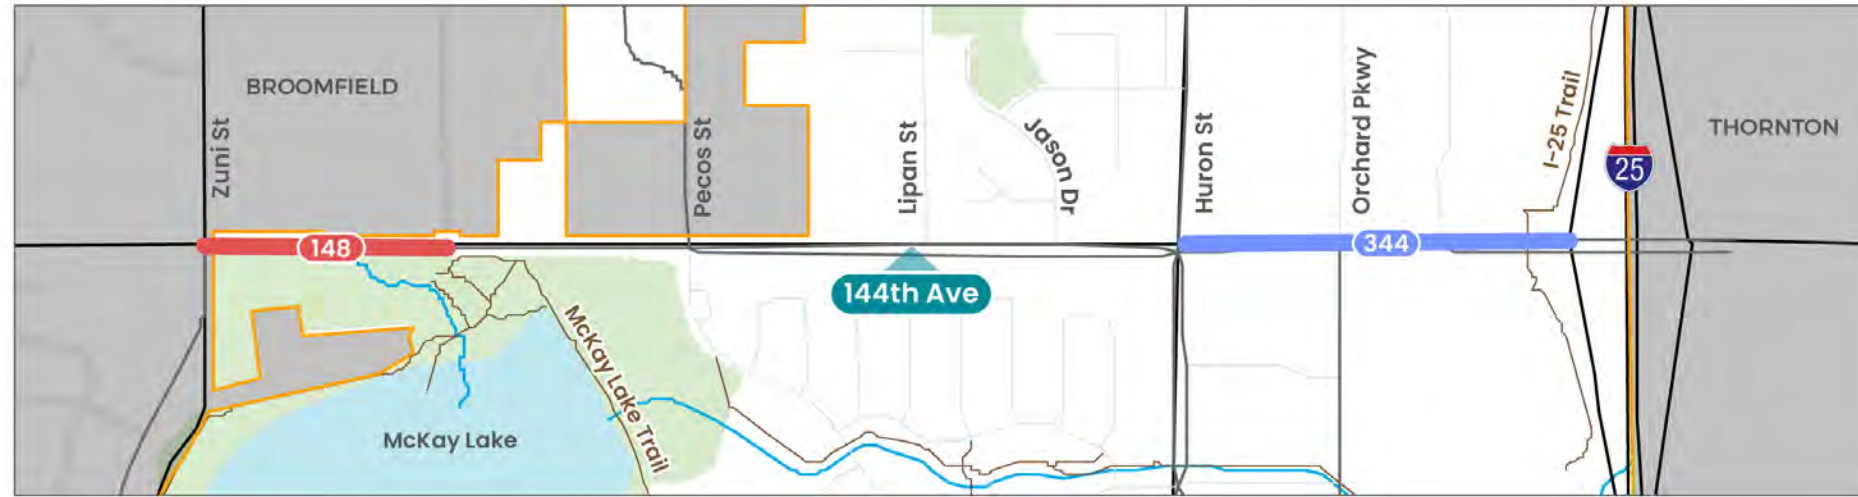 BROOMFIELD
Zuni St
Pecos St
Lipan St
Jason Dr
Huron St
Orchard Pkwy
I-25 Trail
25
THORNTON
148
344
144th Ave
McKay Lake Trail
McKay Lake